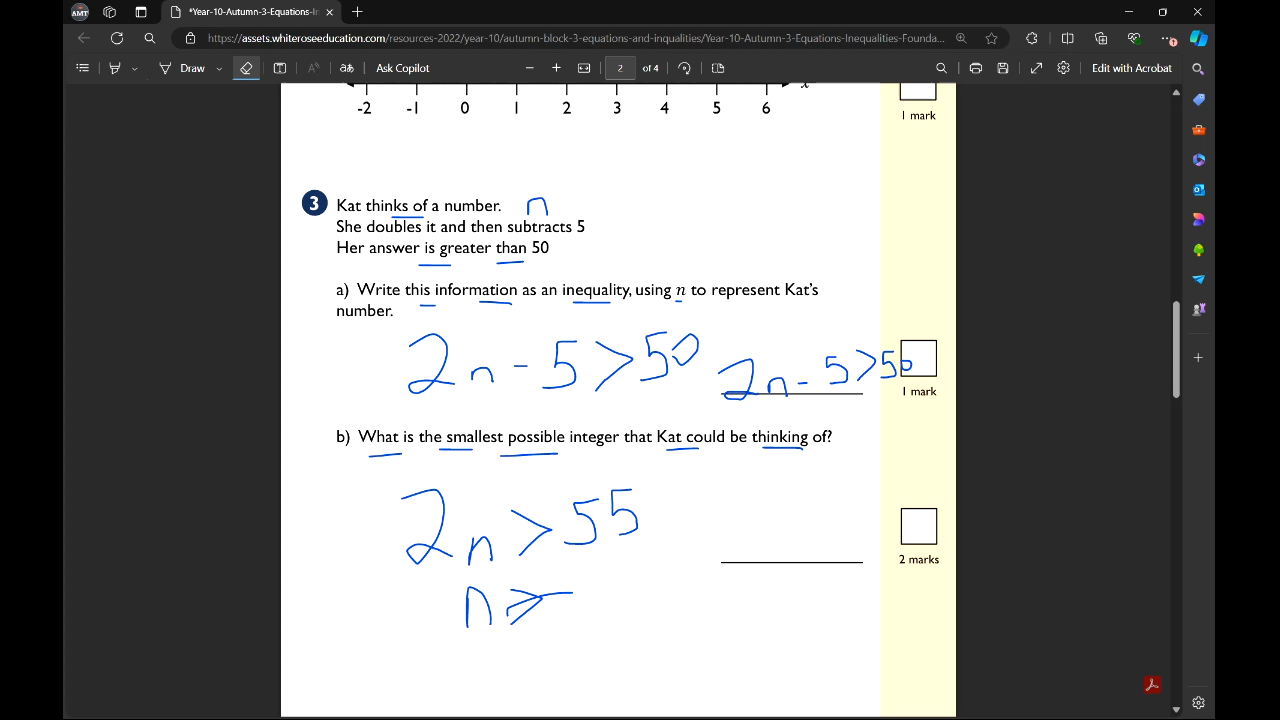 AMT
*Year-10-Autumn-3-Equations-In
https://assets.whiteroseeducation.com/resources-2022/year-10/autumn-block-3-equations-and-inqualities/Year-10-Autumn-3-Equations-Inequalities-Founda...
Draw
Ask Copilot
2 of 4
Edit with Acrobat
x
-2 -1 0 1 2 3 4 5 6
1 mark
3 Kat thinks of a number. n
She doubles it and then subtracts 5
Her answer is greater than 50
a) Write this information as an inequality, using n to represent Kat's
number.
2n - 5 > 50
2n - 5 > 50
1 mark
b) What is the smallest possible integer that Kat could be thinking of?
2n > 55
2 marks
n >